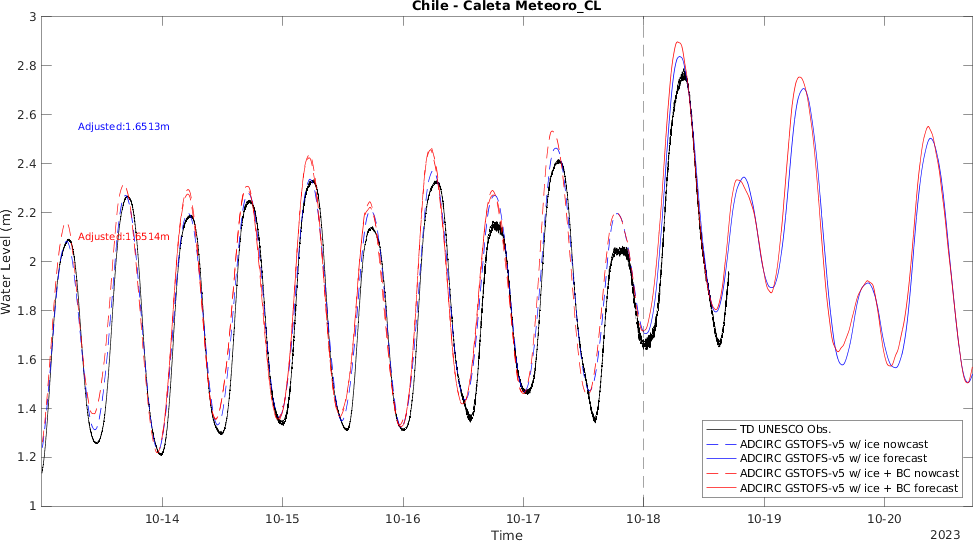 Chile - Caleta Meteoro_CL
3
2.8
2.6
2.4
2.2
2
1.8
1.6
1.4
1.2
1
Water Level (m)
Adjusted:1.6513m
Adjusted:1.6514m
TD UNESCO Obs.
ADCIRC GSTOFS-v5 w/ ice nowcast
ADCIRC GSTOFS-v5 w/ ice forecast
ADCIRC GSTOFS-v5 w/ ice + BC nowcast
ADCIRC GSTOFS-v5 w/ ice + BC forecast
10-14 10-15 10-16 10-17 10-18 10-19 10-20
Time
2023